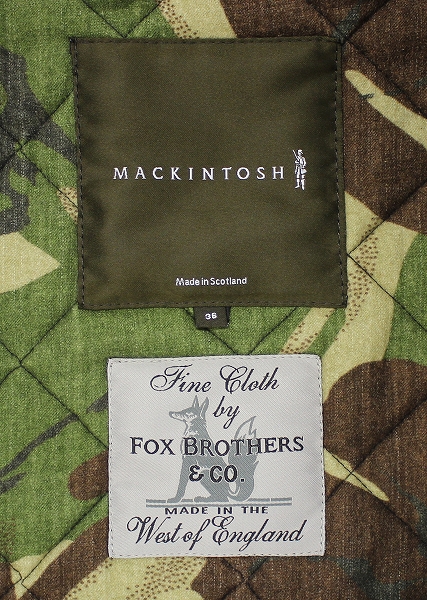 MACKINTOSH
Made in Scotland
36
Fine Cloth
by
FOX BROTHERS
& CO.
MADE IN THE
West of England